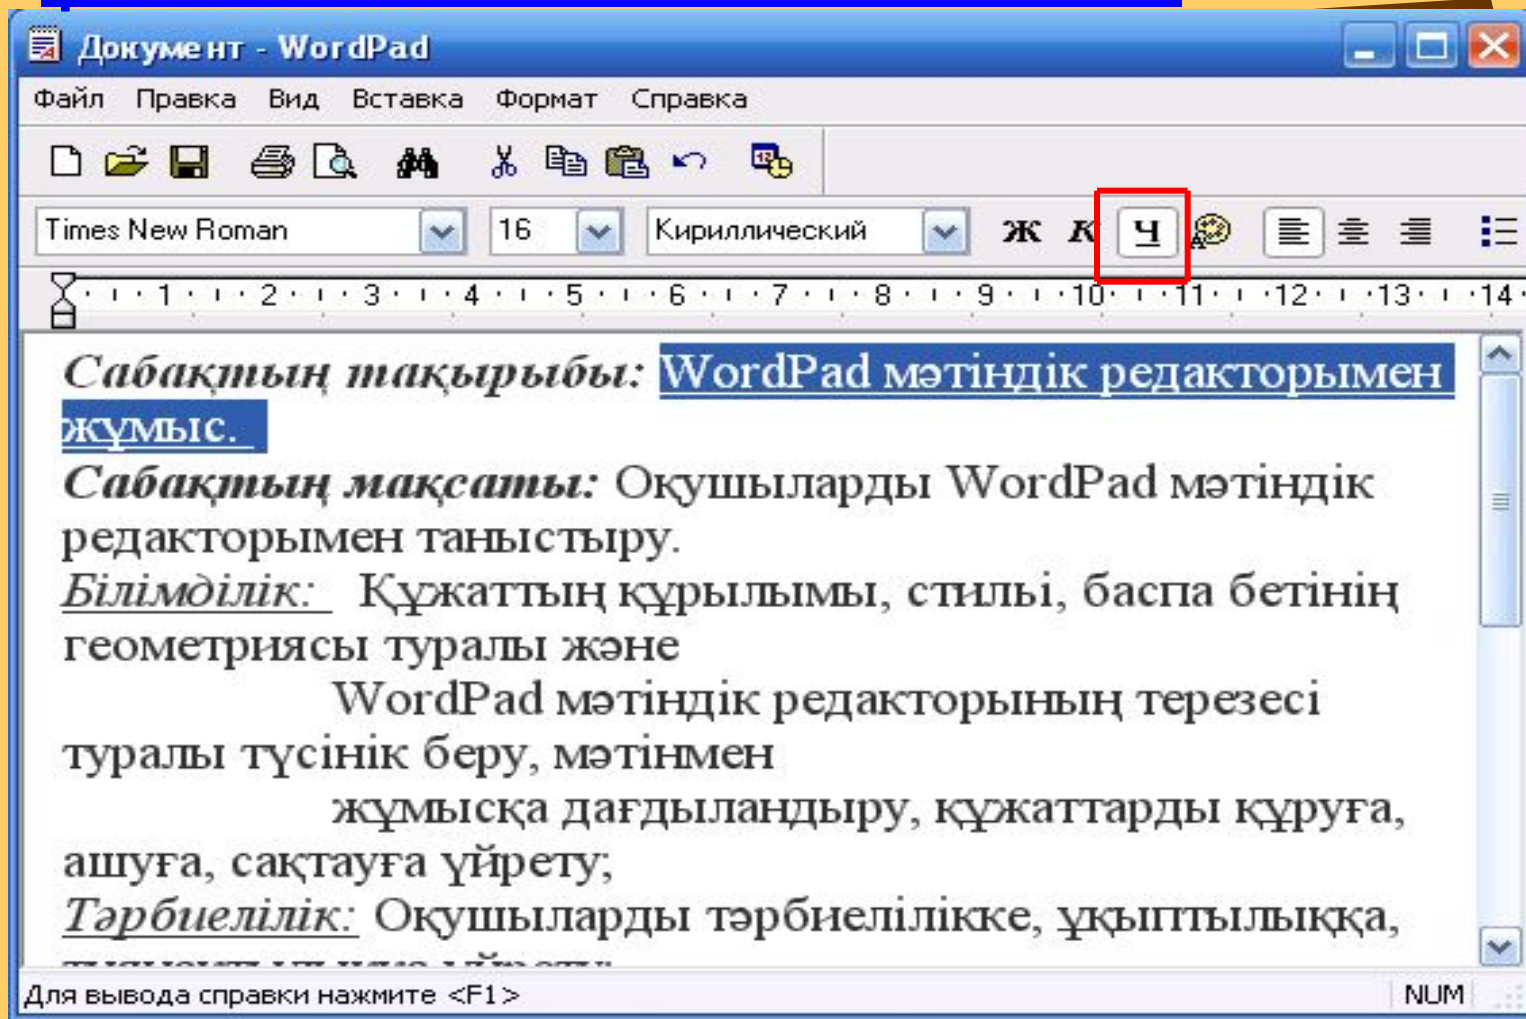 Документ - WordPad
Файл Правка Вид Вставка Формат Справка
Times New Roman 16 Кириллический Ж К Ч
1 2 3 4 5 6 7 8 9 10 11 12 13 14
Сабақтың тақырыбы: WordPad мәтіндік редакторымен
жұмыс.
Сабақтың мақсаты: Оқушыларды WordPad мәтіндік
редакторымен таныстыру.
Білімділік: Құжаттың құрылымы, стильі, баспа бетінің
геометриясы туралы және
WordPad мәтіндік редакторының терезесі
туралы түсінік беру, мәтінмен
жұмысқа дағдыландыру, құжаттарды құруға,
ашуға, сақтауға үйрету;
Тәрбиелілік: Оқушыларды тәрбиелілікке, ұқыптылыққа,
Для вывода справки нажмите <F1> NUM